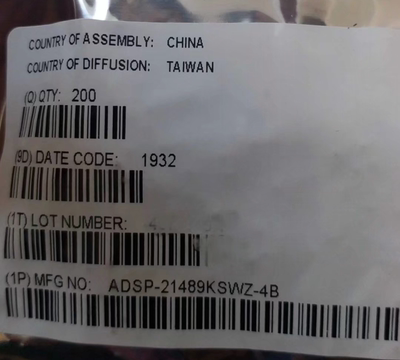 COUNTRY OF ASSEMBLY: CHINA
COUNTRY OF DIFFUSION: TAIWAN
(Q) QTY: 200
(9D) DATE CODE: 1932
(1T) LOT NUMBER:
(1P) MFG NO: ADSP-21489KSWZ-4B